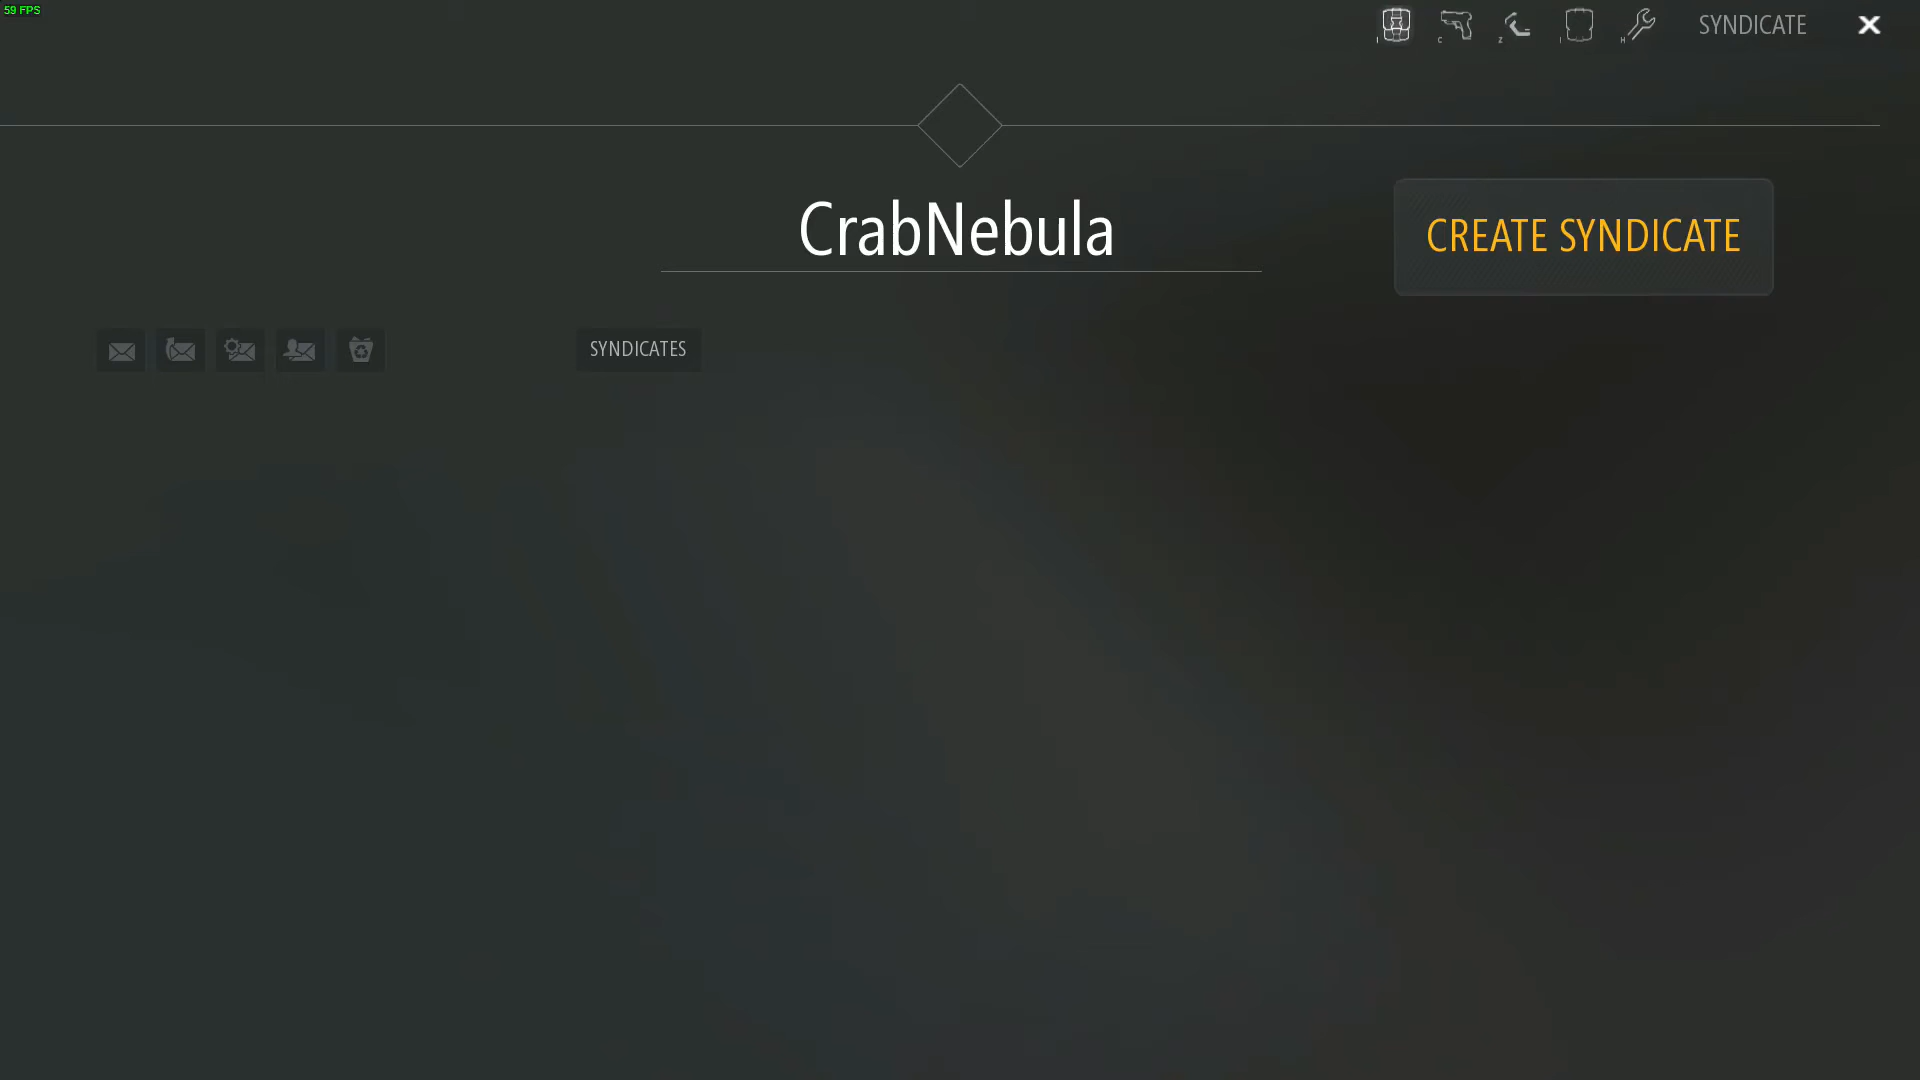 59 FPS
I C Z I H SYNDICATE
CrabNebula
CREATE SYNDICATE
SYNDICATES